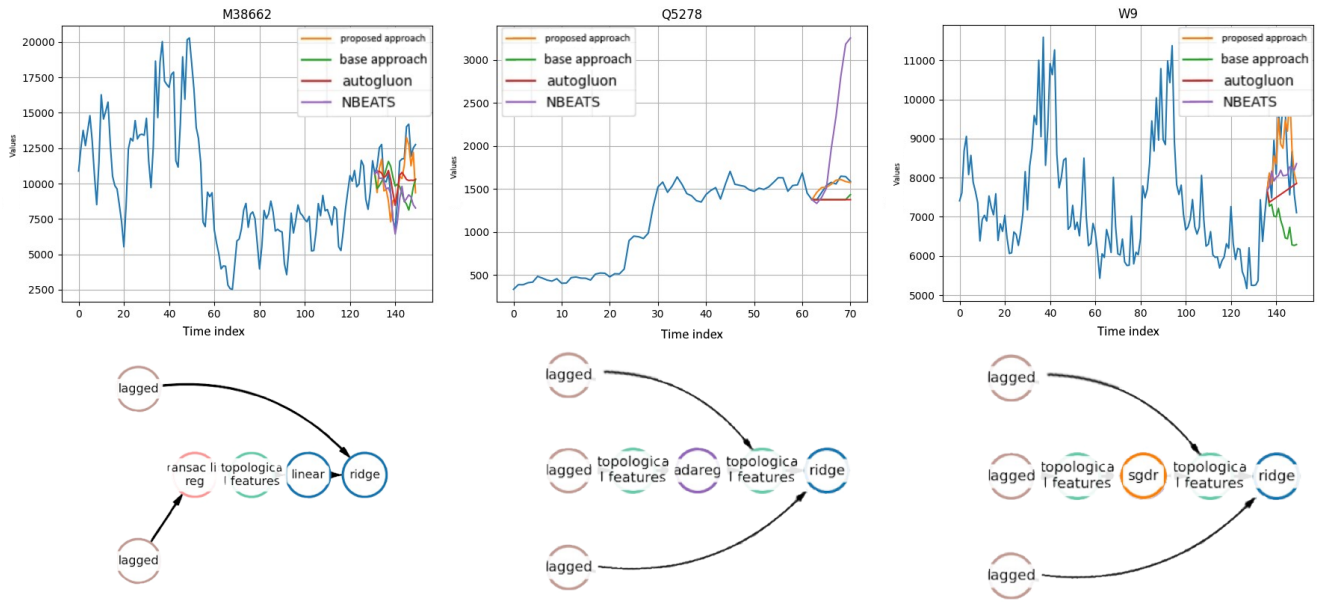 M38662
20000
17500
15000
12500
10000
7500
5000
2500
Values
0 20 40 60 80 100 120 140
Time index
proposed approach
base approach
autogluon
NBEATS
Q5278
3000
2500
2000
1500
1000
500
Values
0 10 20 30 40 50 60 70
Time index
proposed approach
base approach
autogluon
NBEATS
W9
11000
10000
9000
8000
7000
6000
5000
Values
0 20 40 60 80 100 120 140
Time index
proposed approach
base approach
autogluon
NBEATS
lagged
ransac li
reg
topologica
l features
linear
ridge
lagged
lagged
lagged
topologica
l features
adareg
topologica
l features
ridge
lagged
lagged
lagged
topologica
l features
sgdr
topologica
l features
ridge
lagged